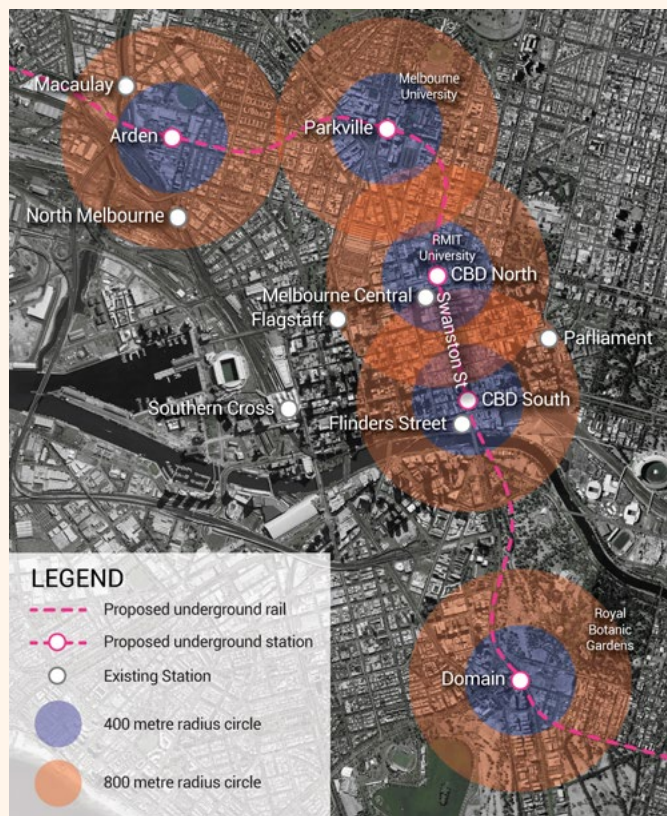 Macaulay
Melbourne
University
Arden
Parkville
North Melbourne
RMIT
University
CBD North
Melbourne Central
Swanston St
Flagstaff
Parliament
Southern Cross
CBD South
Flinders Street
LEGEND
Proposed underground rail
Proposed underground station
Existing Station
400 metre radius circle
800 metre radius circle
Royal
Botanic
Gardens
Domain